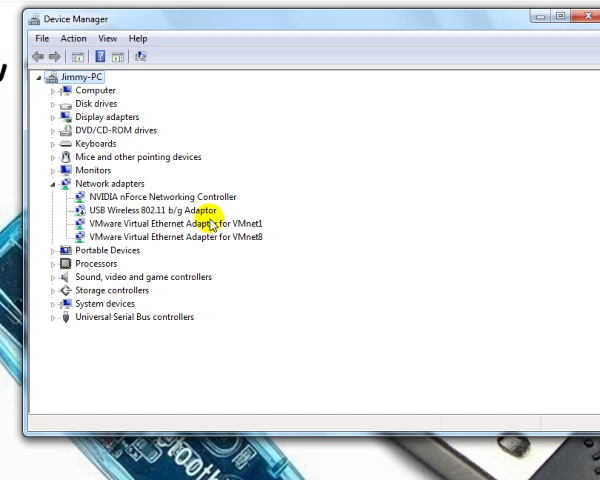 Device Manager
File Action View Help
Jimmy-PC
Computer
Disk drives
Display adapters
DVD/CD-ROM drives
Keyboards
Mice and other pointing devices
Monitors
Network adapters
NVIDIA nForce Networking Controller
USB Wireless 802.11 b/g Adaptor
VMware Virtual Ethernet Adapter for VMnet1
VMware Virtual Ethernet Adapter for VMnet8
Portable Devices
Processors
Sound, video and game controllers
Storage controllers
System devices
Universal Serial Bus controllers